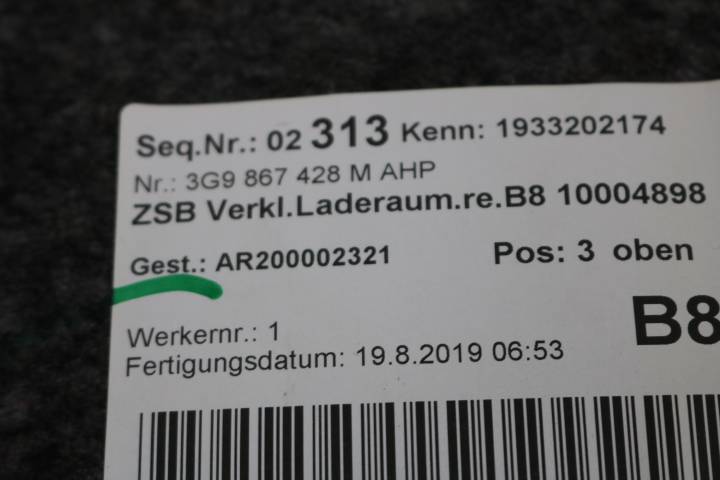 Seq.Nr.: 02 313 Kenn: 1933202174
Nr.: 3G9 867 428 M AHP
ZSB Verkl.Laderaum.re.B8 10004898
Gest.: AR200002321 Pos: 3 oben
B8
Werkernr.: 1
Fertigungsdatum: 19.8.2019 06:53